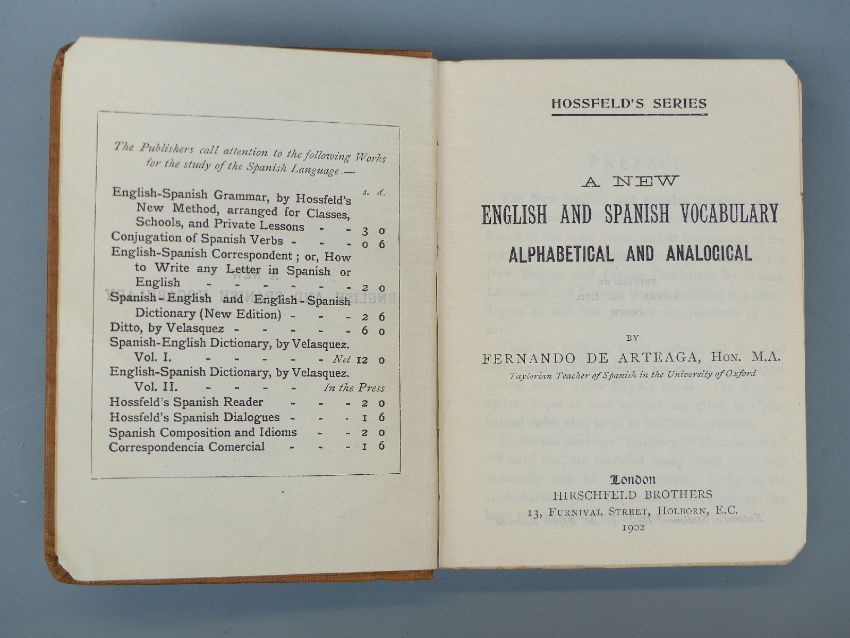 The Publishers call attention to the following Works
for the study of the Spanish Language :—
s. d.
English-Spanish Grammar, by Hossfeld's
New Method, arranged for Classes,
Schools, and Private Lessons - - 3 0
Conjugation of Spanish Verbs - - - 0 6
English-Spanish Correspondent ; or, How
to Write any Letter in Spanish or
English - - - - - - 2 0
Spanish-English and English-Spanish
Dictionary (New Edition) - - - 2 6
Ditto, by Velasquez - - - - - 6 0
Spanish-English Dictionary, by Velasquez.
Vol. I. - - - - - Net 12 0
English-Spanish Dictionary, by Velasquez.
Vol. II. - - - - In the Press
Hossfeld's Spanish Reader - - - 2 0
Hossfeld's Spanish Dialogues - - - 1 6
Spanish Composition and Idioms - - 2 0
Correspondencia Comercial - - - 1 6
HOSSFELD'S SERIES
A NEW
ENGLISH AND SPANISH VOCABULARY
ALPHABETICAL AND ANALOGICAL
BY
FERNANDO DE ARTEAGA, HON. M.A.
Taylorian Teacher of Spanish in the University of Oxford
London
HIRSCHFELD BROTHERS
13, FURNIVAL STREET, HOLBORN, E.C.
1902